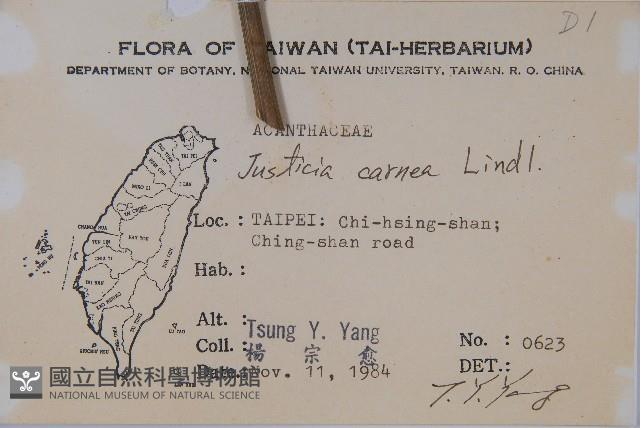 D1
FLORA OF TAIWAN (TAI-HERBARIUM)
DEPARTMENT OF BOTANY, NATIONAL TAIWAN UNIVERSITY, TAIWAN, R. O. CHINA
ACANTHACEAE
Justicia carnea Lindl.
Loc. : TAIPEI: Chi-hsing-shan;
Ching-shan road
Hab. :
Alt. :
Tsung Y. Yang
Coll. : 楊 宗 愈
No. : 0623
Date: Nov. 11, 1984
DET.:
T. Y. Yang
國立自然科學博物館
NATIONAL MUSEUM OF NATURAL SCIENCE